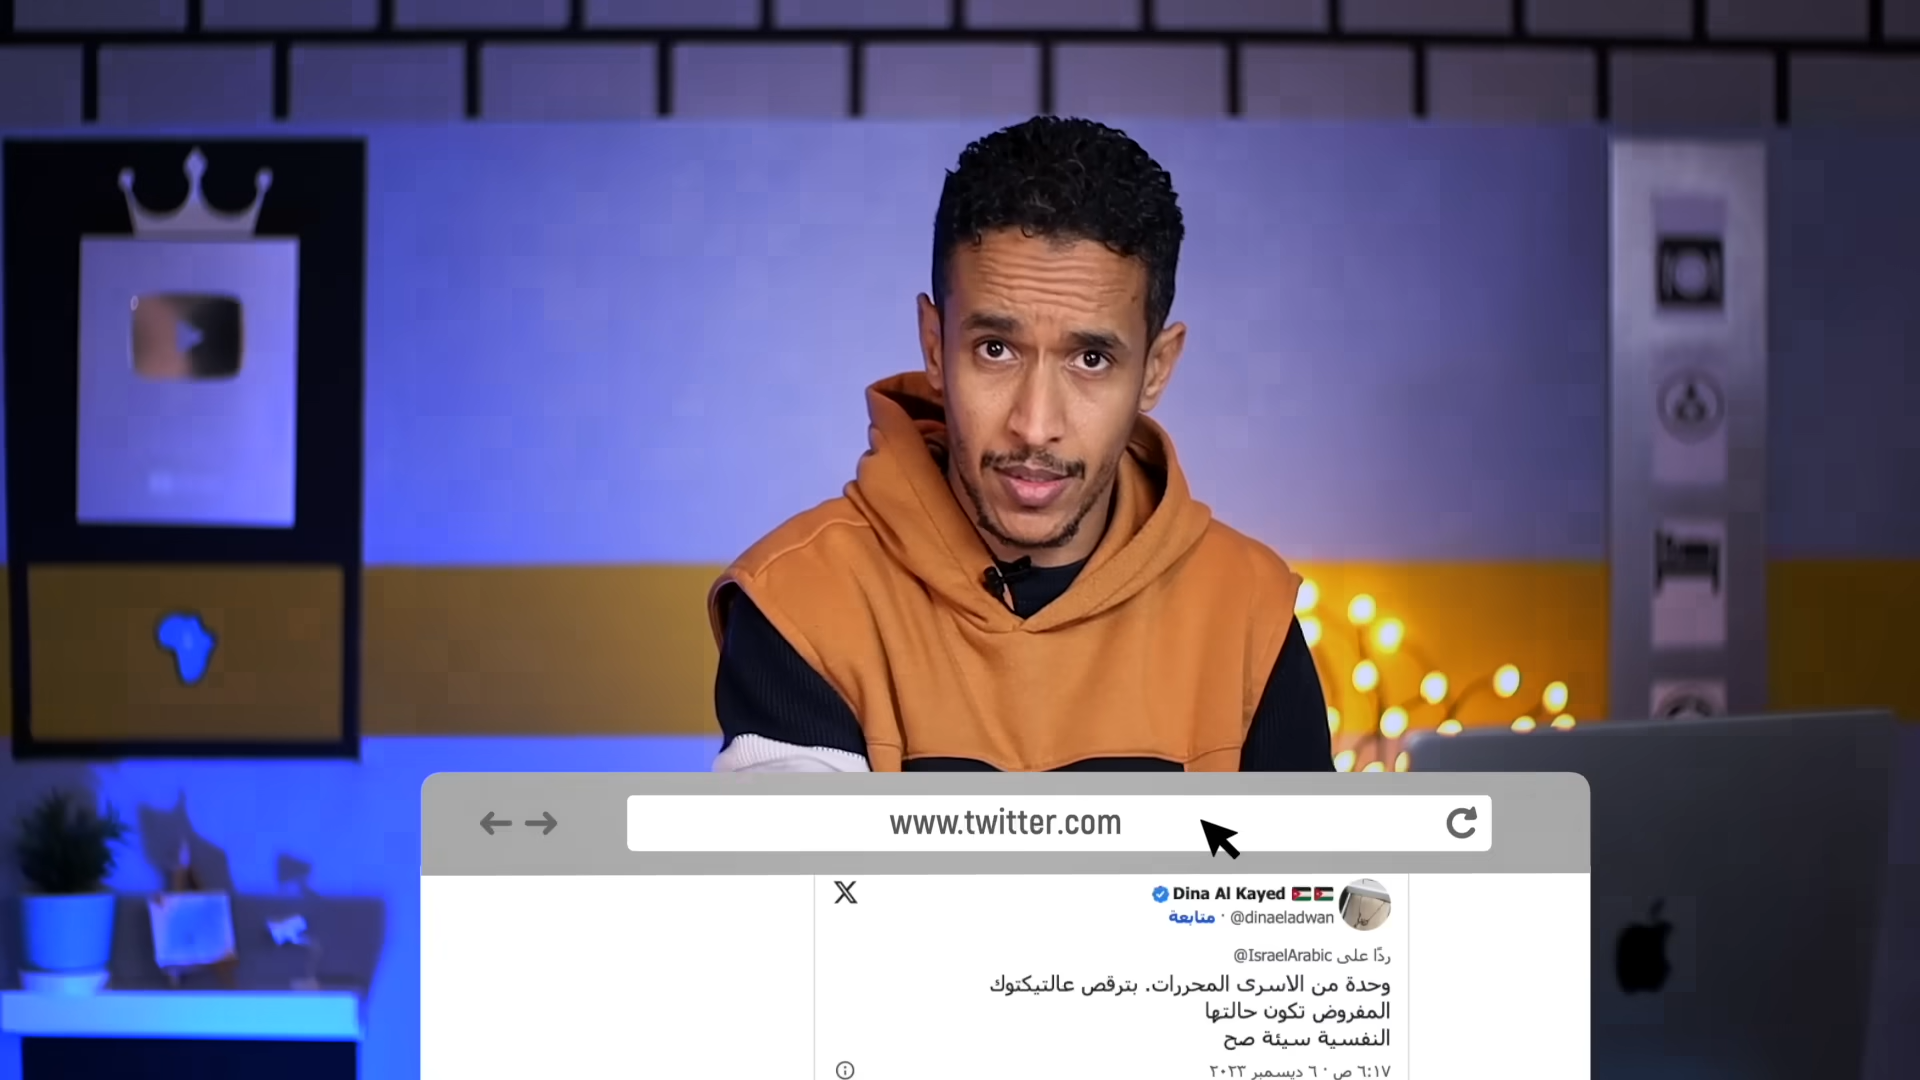 www.twitter.com
Dina Al Kayed 🇯🇴🇯🇴
@dinaeladwan · متابعة
ردًا على @IsraelArabic
وحدة من الاسرى المحررات. بترقص عالتيكتوك
المفروض تكون حالتها
النفسية سيئة صح
٦:١٧ ص · ٦ ديسمبر ٢٠٢٣